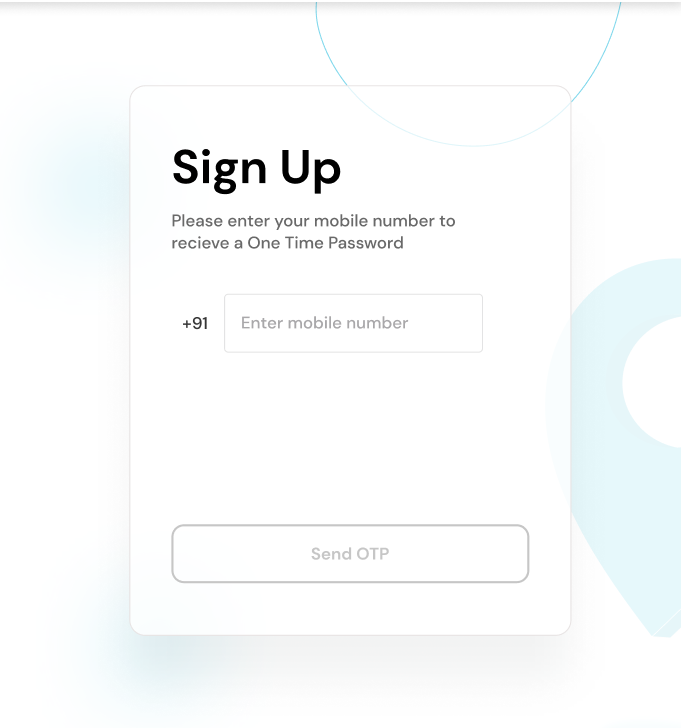 Sign Up
Please enter your mobile number to
recieve a One Time Password
+91 Enter mobile number
Send OTP